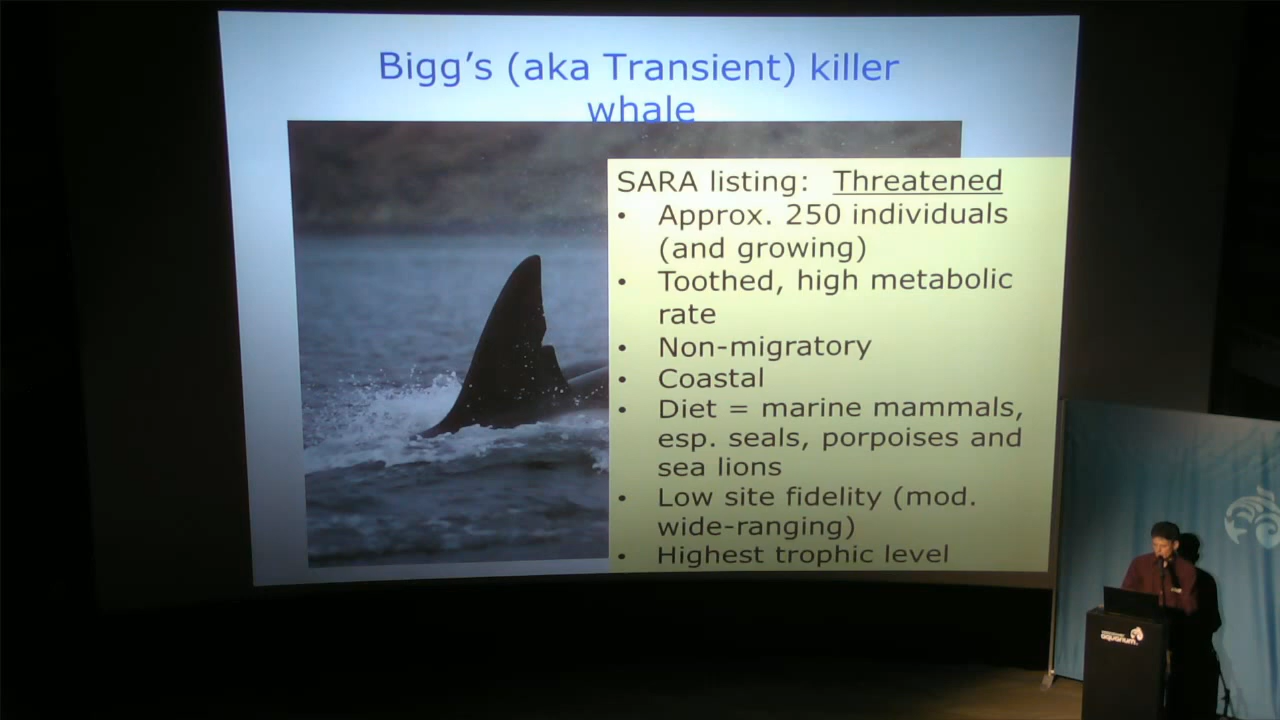 Bigg's (aka Transient) killer
whale
SARA listing: Threatened
• Approx. 250 individuals
(and growing)
• Toothed, high metabolic
rate
• Non-migratory
• Coastal
• Diet = marine mammals,
esp. seals, porpoises and
sea lions
• Low site fidelity (mod.
wide-ranging)
• Highest trophic level
aquarium